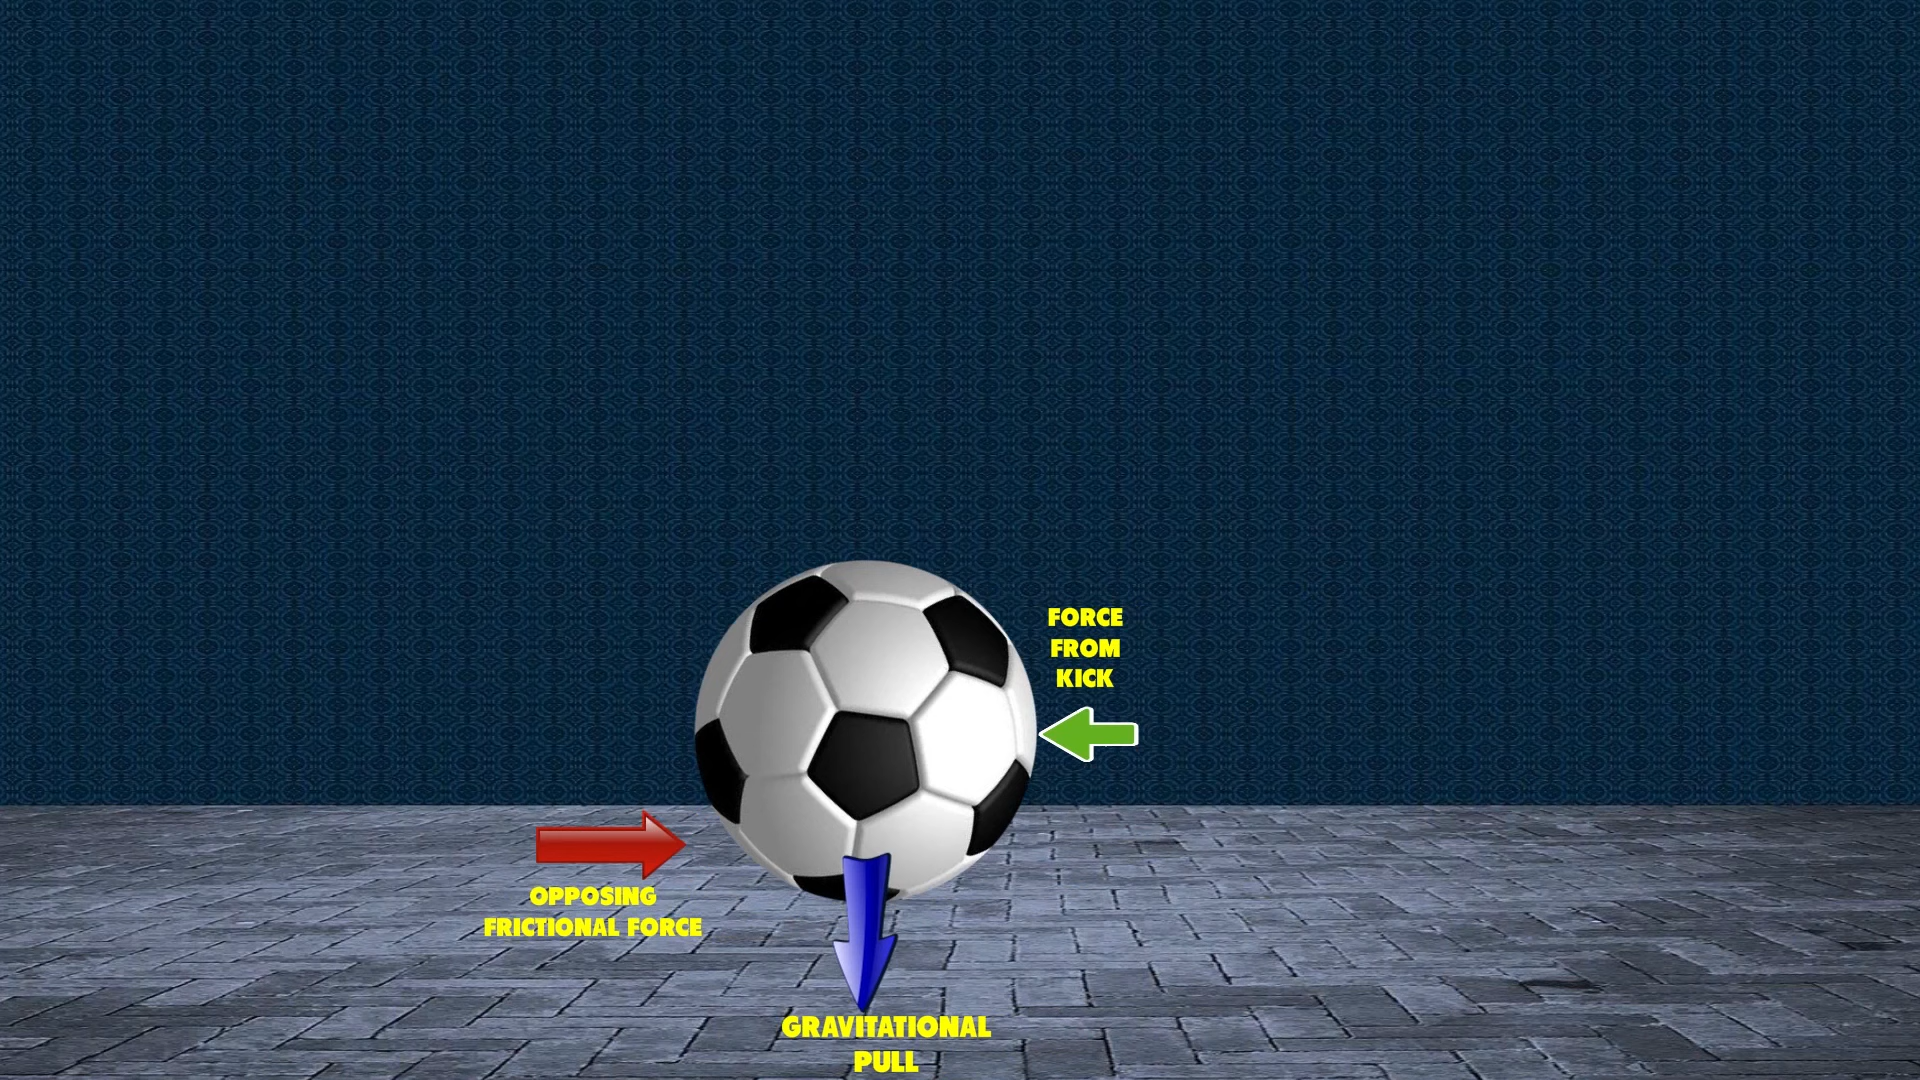 FORCE
FROM
KICK
OPPOSING
FRICTIONAL FORCE
GRAVITATIONAL
PULL